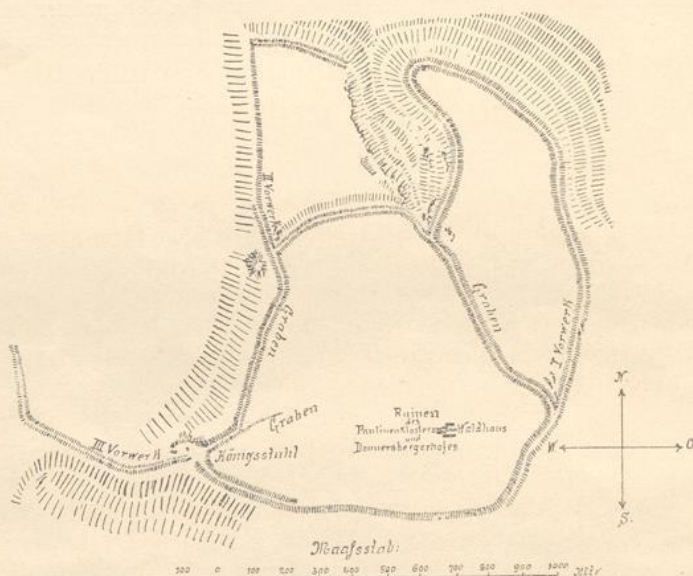 II Vorwerk
Graben
Graben
I Vorwerk
N.
W. O.
S.
Ruinen
des
Paulinenklosters Waldhaus
und
Donnersbergerhofes
Graben
III Vorwerk
Königsstuhl
Maafsstab:
100 0 100 200 300 400 500 600 700 800 900 1000 Mtr.